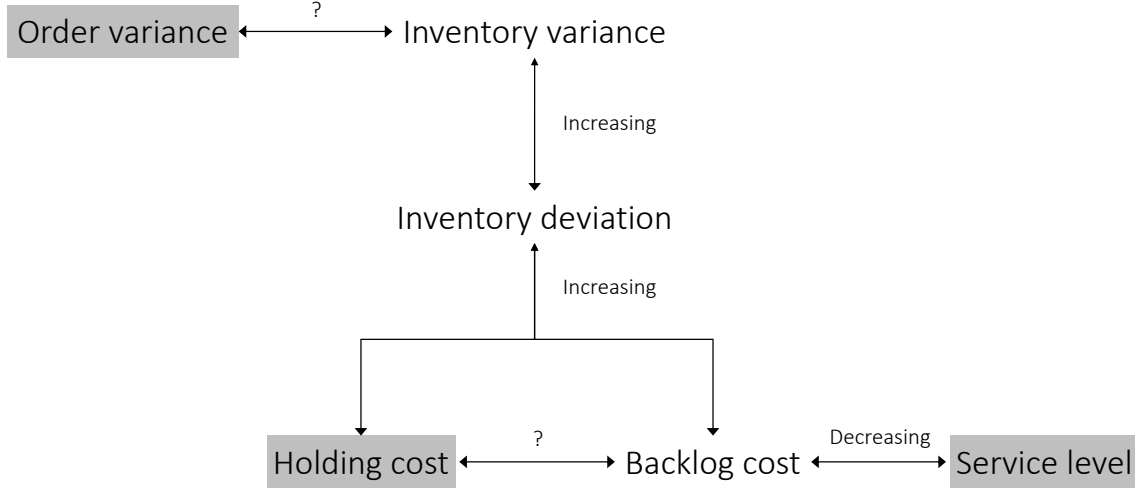 ?
Order variance
Inventory variance
Increasing
Inventory deviation
Increasing
?
Decreasing
Holding cost
Backlog cost
Service level